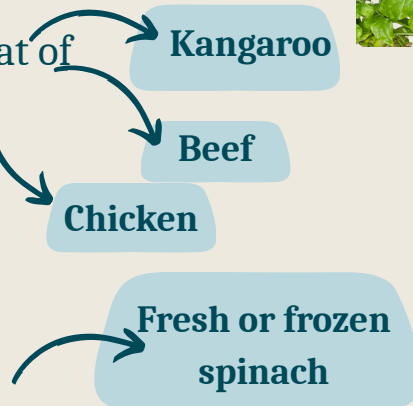 Kangaroo
at of
Beef
Chicken
Fresh or frozen
spinach